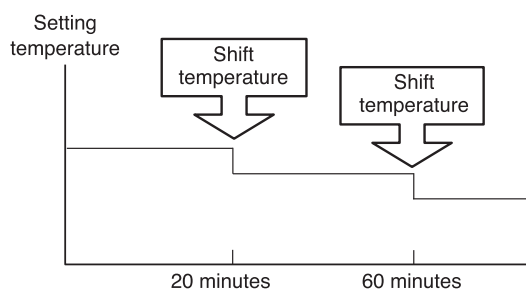 Setting
temperature
Shift
temperature
Shift
temperature
20 minutes
60 minutes